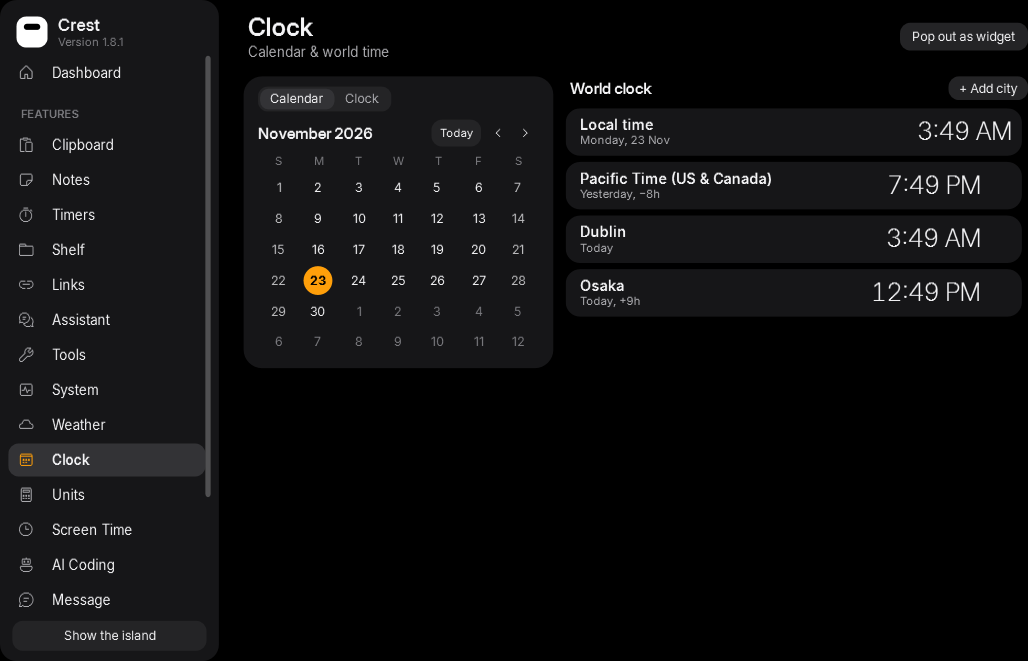 Crest
Version 1.8.1
Dashboard
FEATURES
Clipboard
Notes
Timers
Shelf
Links
Assistant
Tools
System
Weather
Clock
Units
Screen Time
AI Coding
Message
Show the island
Clock
Calendar & world time
Pop out as widget
Calendar Clock
November 2026 Today
S M T W T F S
1 2 3 4 5 6 7
8 9 10 11 12 13 14
15 16 17 18 19 20 21
22 23 24 25 26 27 28
29 30 1 2 3 4 5
6 7 8 9 10 11 12
World clock + Add city
Local time
Monday, 23 Nov
3:49 AM
Pacific Time (US & Canada)
Yesterday, −8h
7:49 PM
Dublin
Today
3:49 AM
Osaka
Today, +9h
12:49 PM